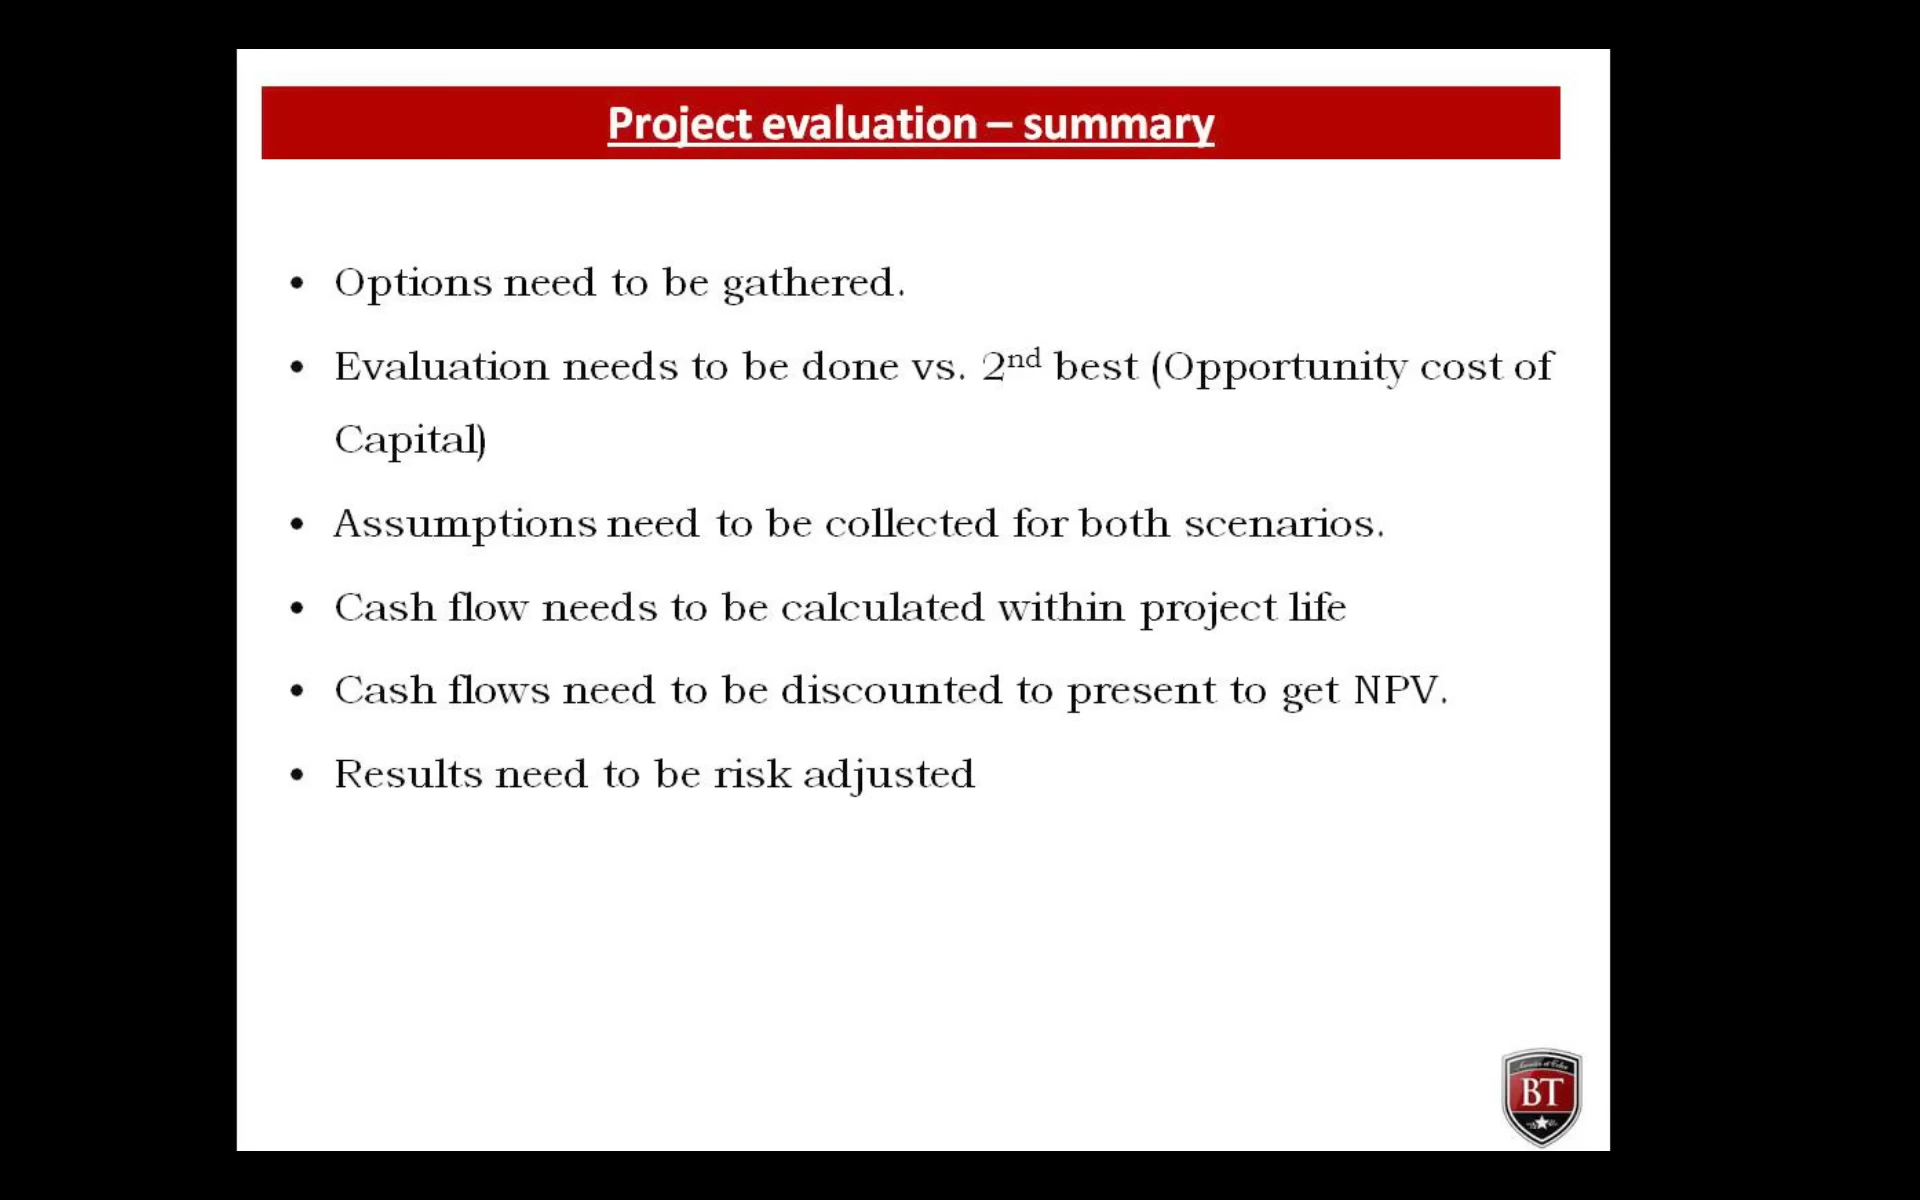 Project evaluation – summary
• Options need to be gathered.
• Evaluation needs to be done vs. 2nd best (Opportunity cost of
Capital)
• Assumptions need to be collected for both scenarios.
• Cash flow needs to be calculated within project life
• Cash flows need to be discounted to present to get NPV.
• Results need to be risk adjusted
BT